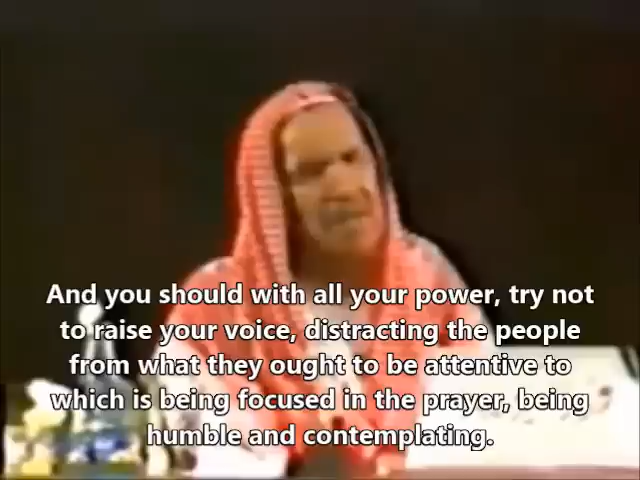 And you should with all your power, try not
to raise your voice, distracting the people
from what they ought to be attentive to
which is being focused in the prayer, being
humble and contemplating.